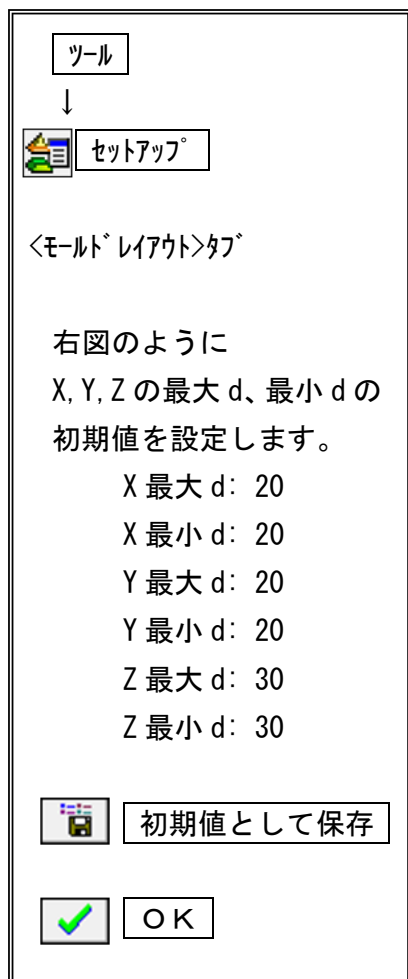 ツール
↓
セットアップ
<モールドレイアウト>タブ
右図のように
X,Y,Zの最大d、最小dの
初期値を設定します。
X最大d: 20
X最小d: 20
Y最大d: 20
Y最小d: 20
Z最大d: 30
Z最小d: 30
初期値として保存
OK